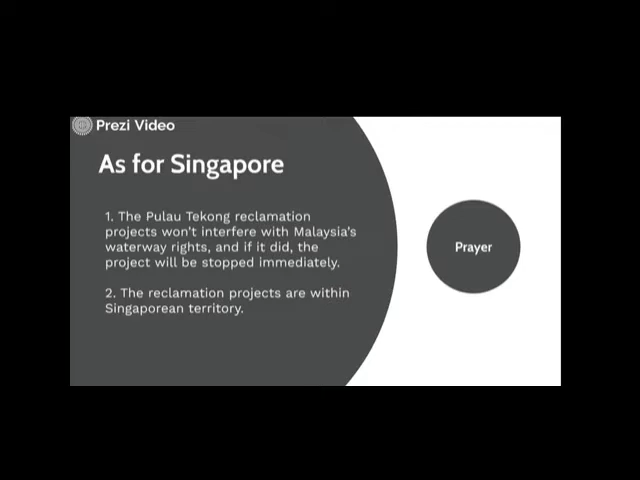 Prezi Video
As for Singapore
1. The Pulau Tekong reclamation
projects won't interfere with Malaysia's
waterway rights, and if it did, the
project will be stopped immediately.
2. The reclamation projects are within
Singaporean territory.
Prayer